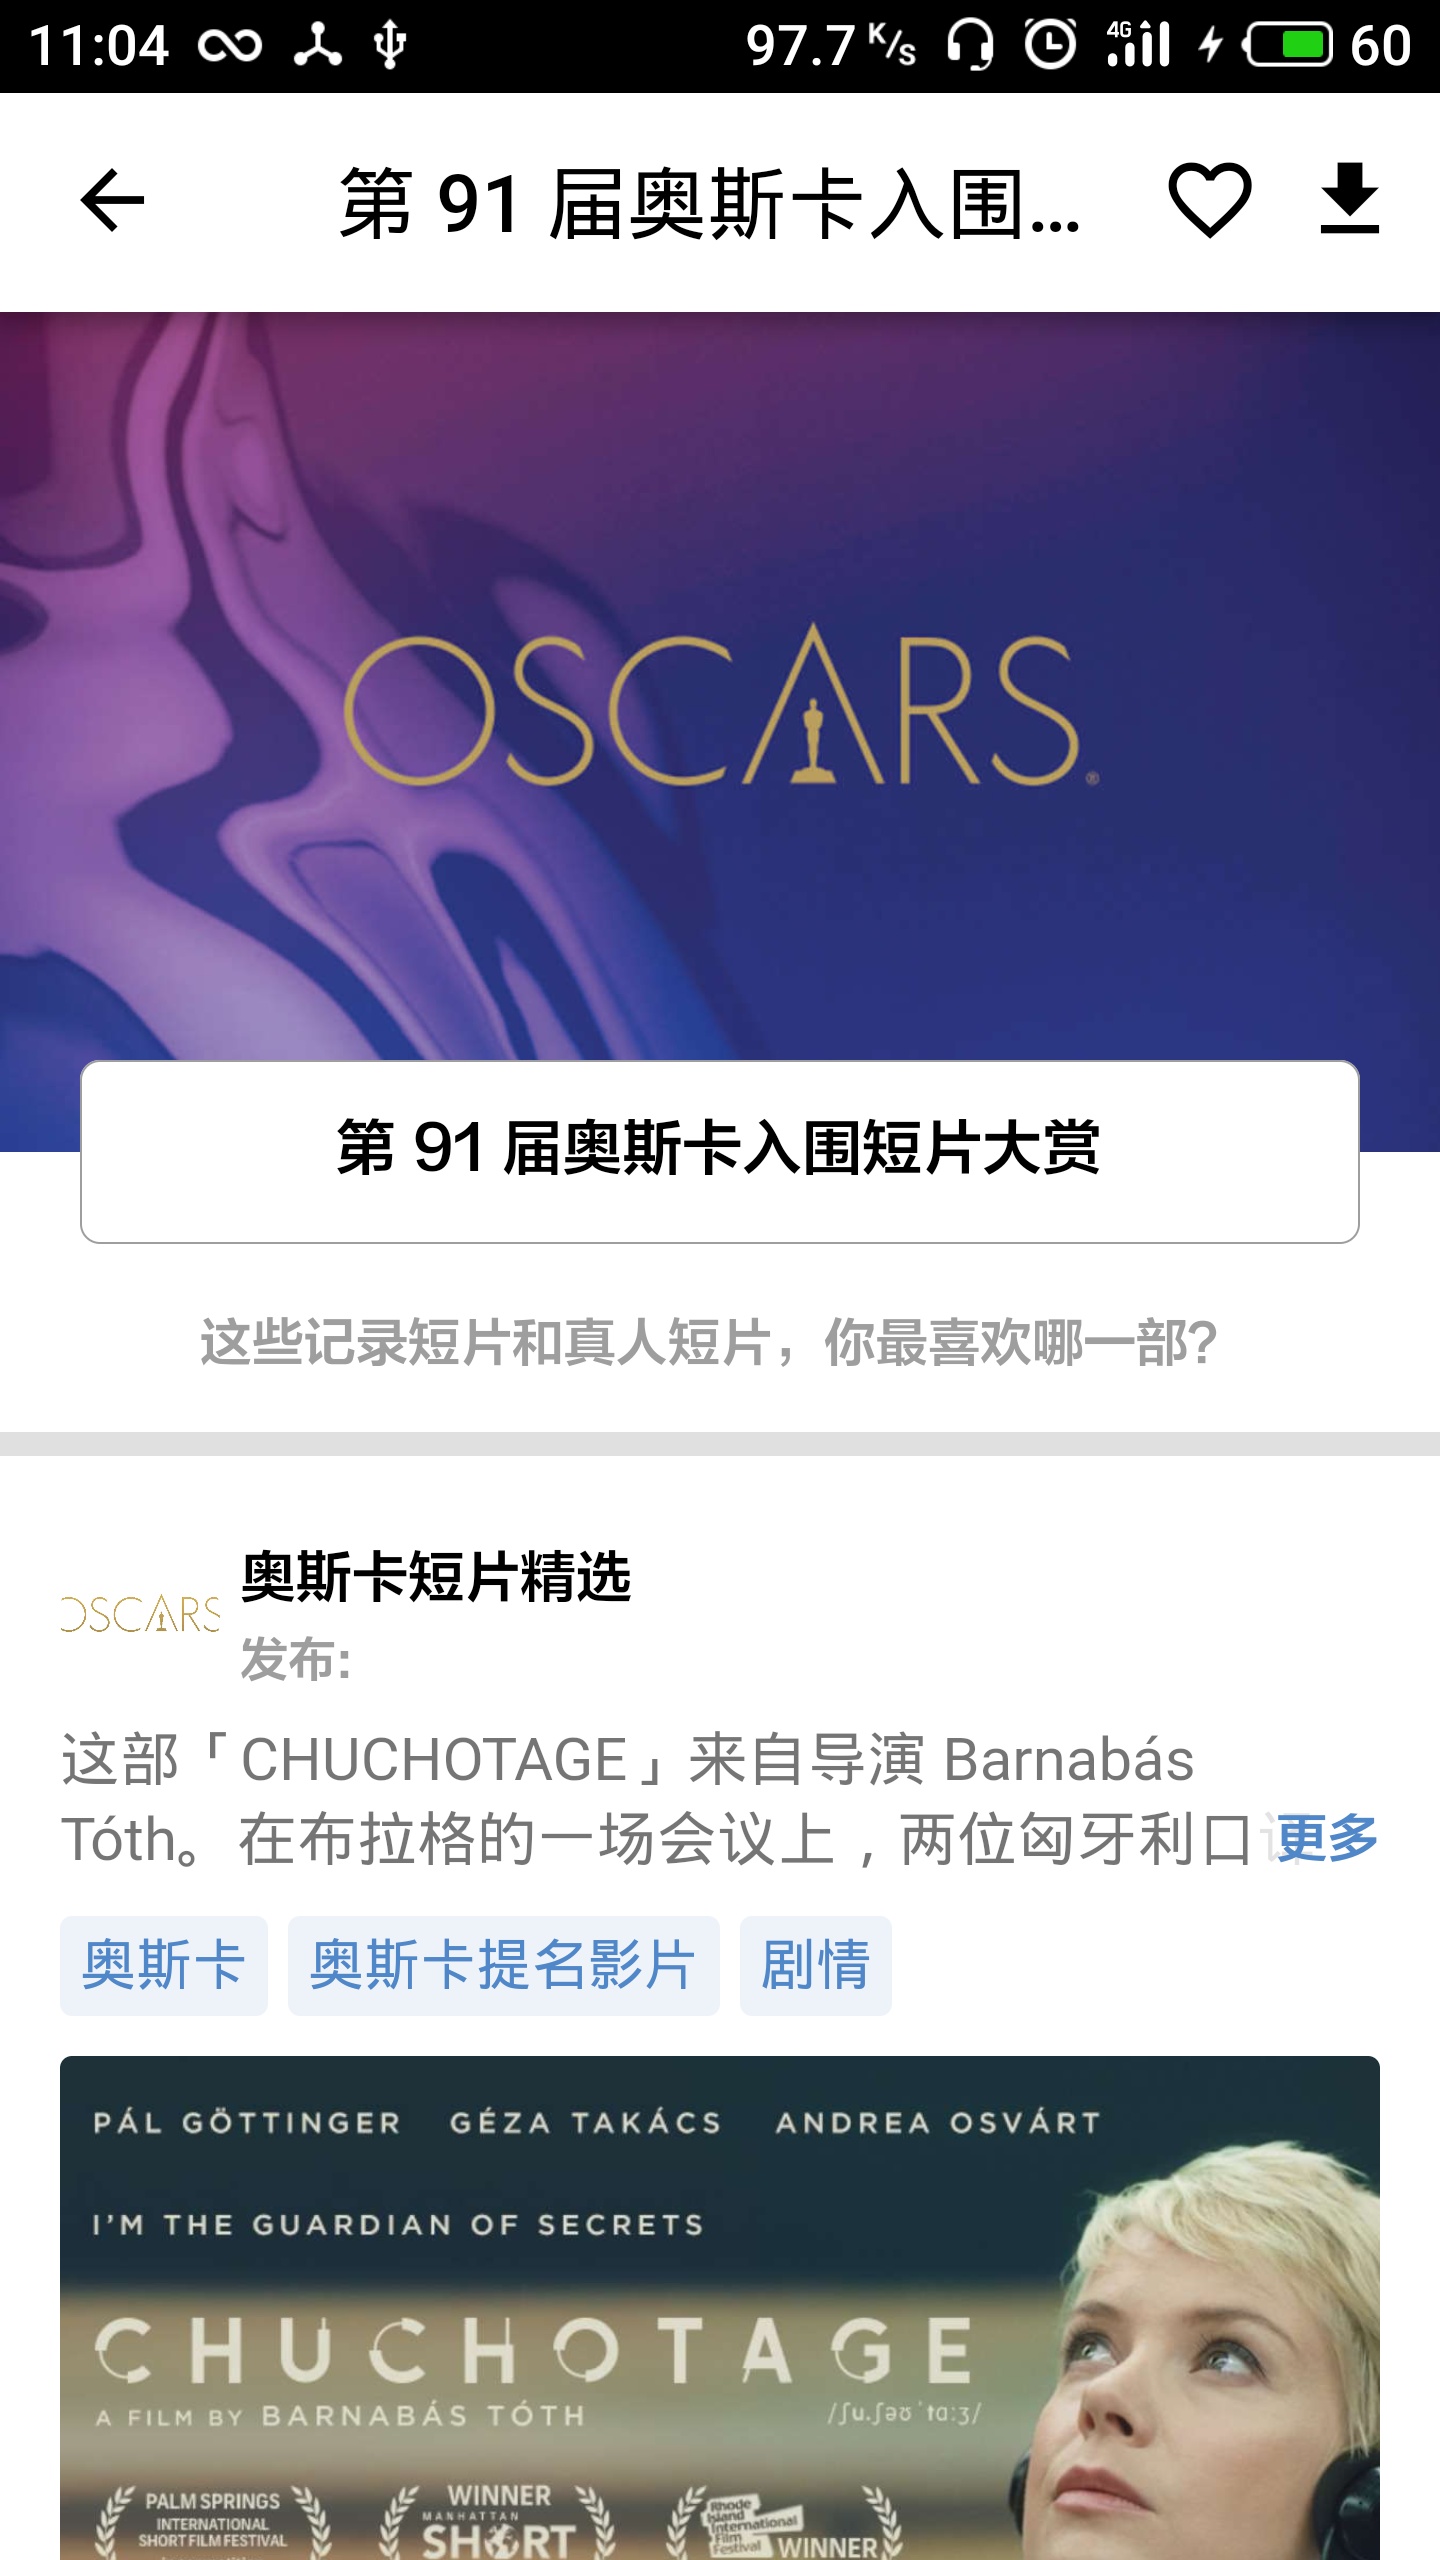 11:04 97.7 K/s 4G 60
第 91 届奥斯卡入围...
OSCARS®
第 91 届奥斯卡入围短片大赏
这些记录短片和真人短片，你最喜欢哪一部?
OSCARS
奥斯卡短片精选
发布:
这部「CHUCHOTAGE」来自导演 Barnabás
Tóth。在布拉格的一场会议上，两位匈牙利口译更多
奥斯卡 奥斯卡提名影片 剧情
PÁL GÖTTINGER GÉZA TAKÁCS ANDREA OSVÁRT
I'M THE GUARDIAN OF SECRETS
CHUCHOTAGE
A FILM BY BARNABÁS TÓTH /ʃu.ʃəʊˈtɑːʒ/
PALM SPRINGS
INTERNATIONAL
SHORT FILM FESTIVAL
WINNER
MANHATTAN
SHORT
Rhode
Island
International
Film
Festival WINNER